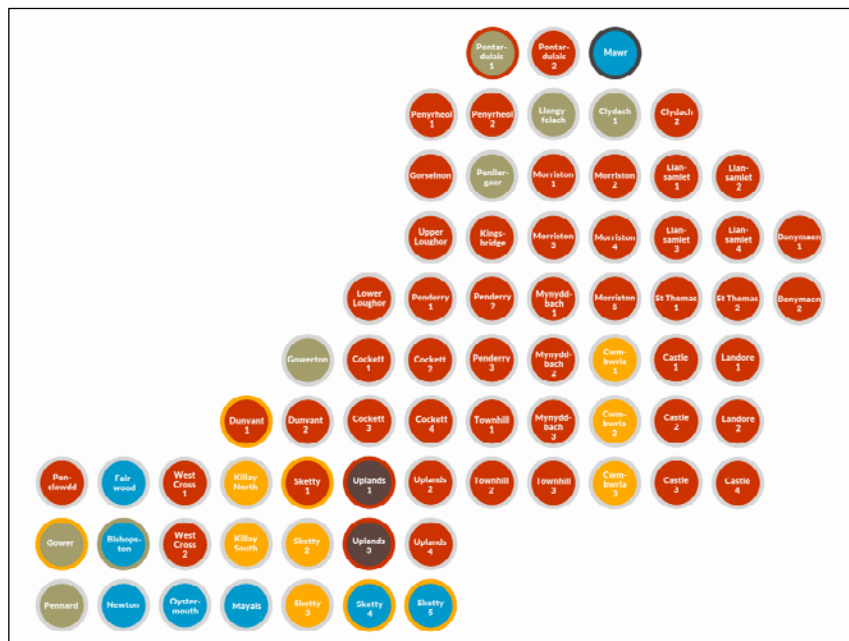 Pontar-
dulais
1
Pontar-
dulais
2
Mawr
Penyrheol
1
Penyrheol
2
Llangy
felach
Clydach
1
Clydach
2
Gorseinon
Penller-
gaer
Morriston
1
Morriston
2
Llan-
samlet
1
Llan-
samlet
2
Upper
Loughor
Kings-
bridge
Morriston
3
Morriston
4
Llan-
samlet
3
Llan-
samlet
4
Bonymaen
1
Lower
Loughor
Penderry
1
Penderry
2
Mynydd-
bach
1
Morriston
5
St Thomas
1
St Thomas
2
Bonymaen
2
Gowerton
Cockett
1
Cockett
2
Penderry
3
Mynydd-
bach
2
Cwm-
bwrla
1
Castle
1
Landore
1
Dunvant
1
Dunvant
2
Cockett
3
Cockett
4
Townhill
1
Mynydd-
bach
3
Cwm-
bwrla
2
Castle
2
Landore
2
Pen-
clawdd
Fair
wood
West
Cross
1
Killay
North
Sketty
1
Uplands
1
Uplands
2
Townhill
2
Townhill
3
Cwm-
bwrla
3
Castle
3
Castle
4
Gower
Bishops-
ton
West
Cross
2
Killay
South
Sketty
2
Uplands
3
Uplands
4
Pennard
Newton
Oyster-
mouth
Mayals
Sketty
3
Sketty
4
Sketty
5